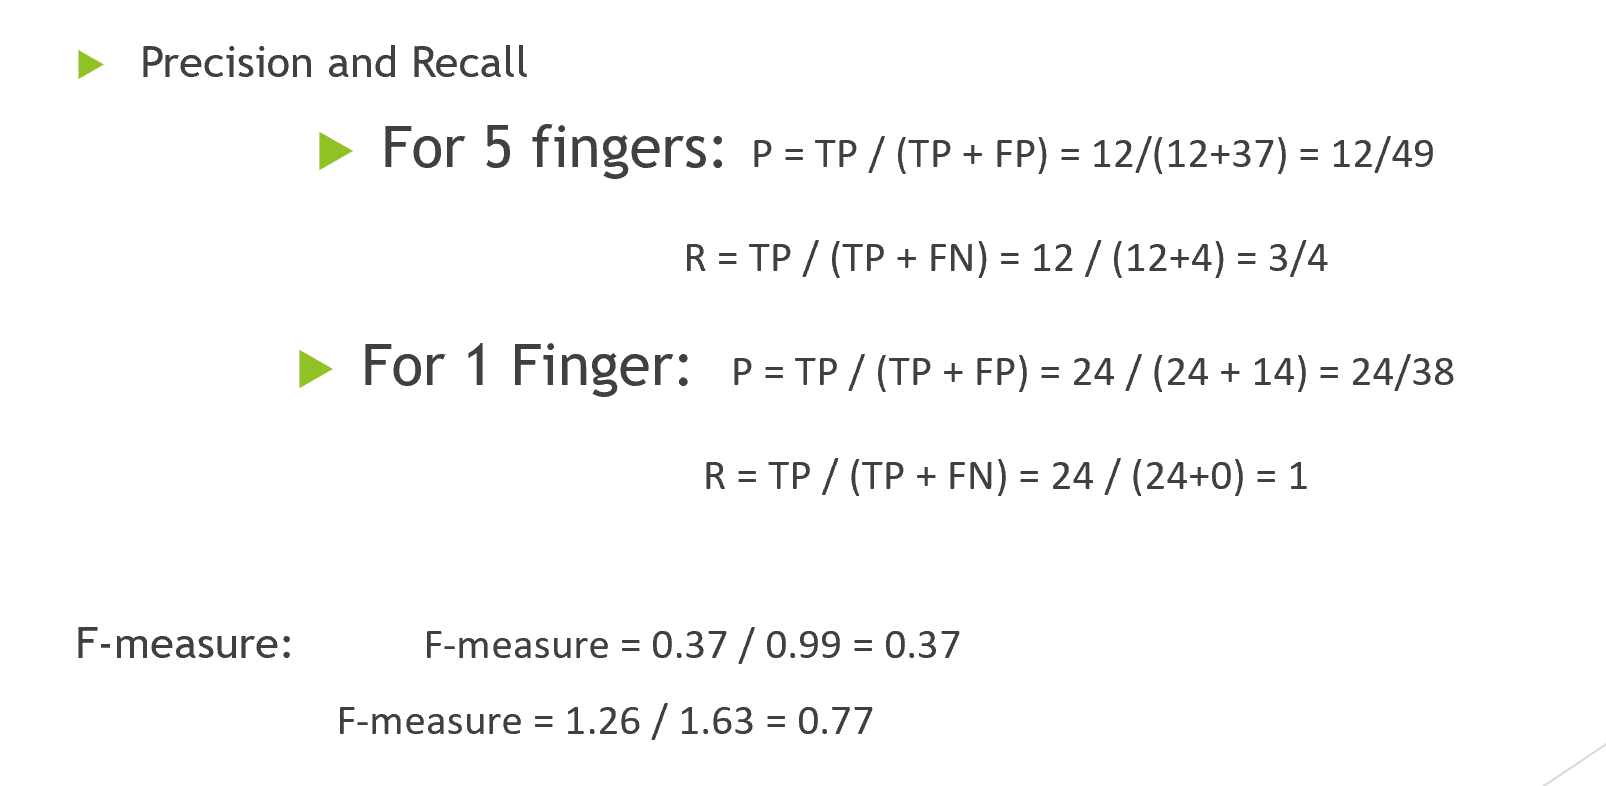 Precision and Recall
For 5 fingers: P = TP / (TP + FP) = 12/(12+37) = 12/49
R = TP / (TP + FN) = 12 / (12+4) = 3/4
For 1 Finger: P = TP / (TP + FP) = 24 / (24 + 14) = 24/38
R = TP / (TP + FN) = 24 / (24+0) = 1
F-measure: F-measure = 0.37 / 0.99 = 0.37
F-measure = 1.26 / 1.63 = 0.77